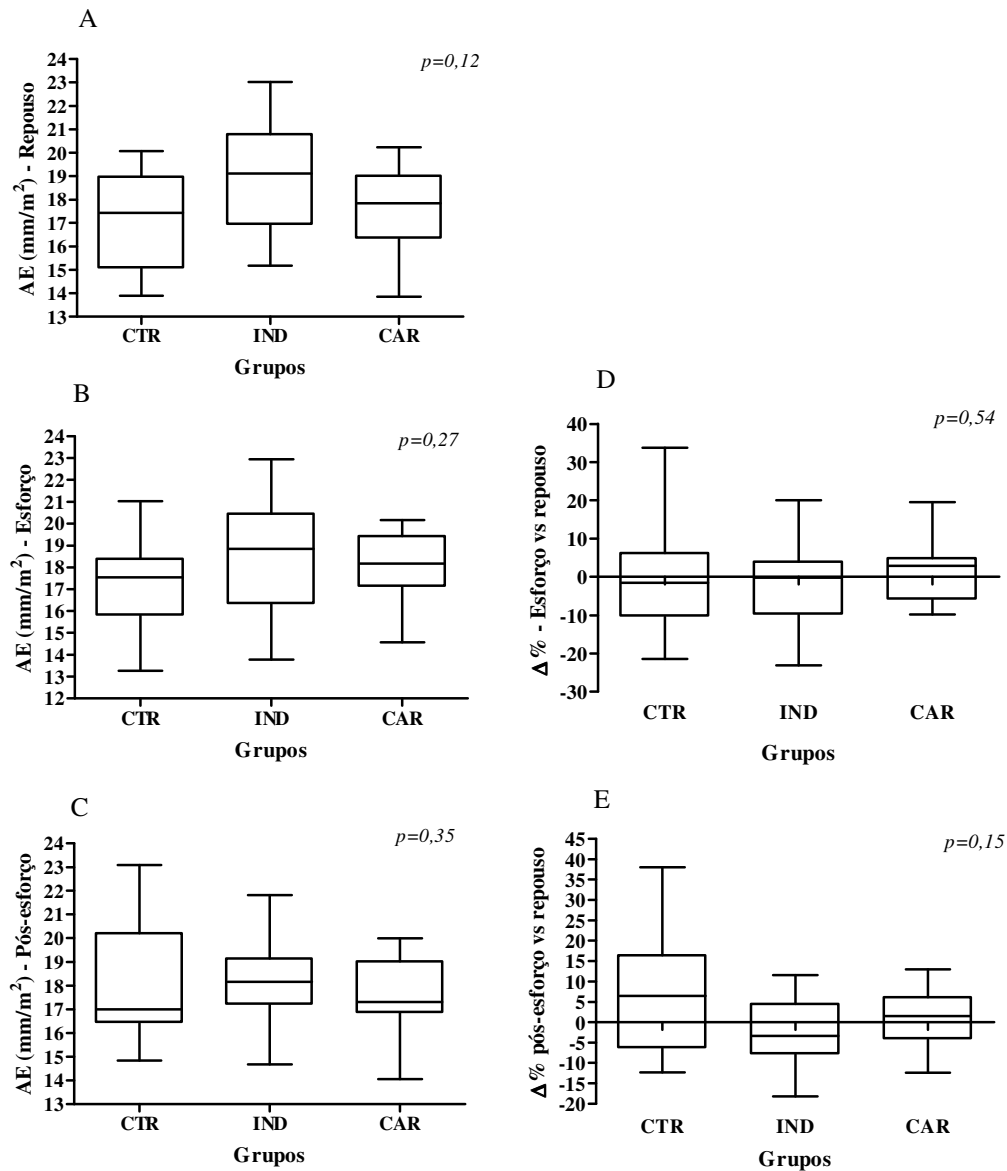 A
p=0,12
AE (mm/m²) - Repouso
24
23
22
21
20
19
18
17
16
15
14
13
CTR IND CAR
Grupos
B
p=0,27
AE (mm/m²) - Esforço
24
23
22
21
20
19
18
17
16
15
14
13
12
CTR IND CAR
Grupos
D
p=0,54
Δ% - Esforço vs repouso
40
30
20
10
0
-10
-20
-30
CTR IND CAR
Grupos
C
p=0,35
AE (mm/m²) - Pós-esforço
24
23
22
21
20
19
18
17
16
15
14
13
CTR IND CAR
Grupos
E
p=0,15
Δ% pós-esforço vs repouso
45
40
35
30
25
20
15
10
5
0
-5
-10
-15
-20
CTR IND CAR
Grupos